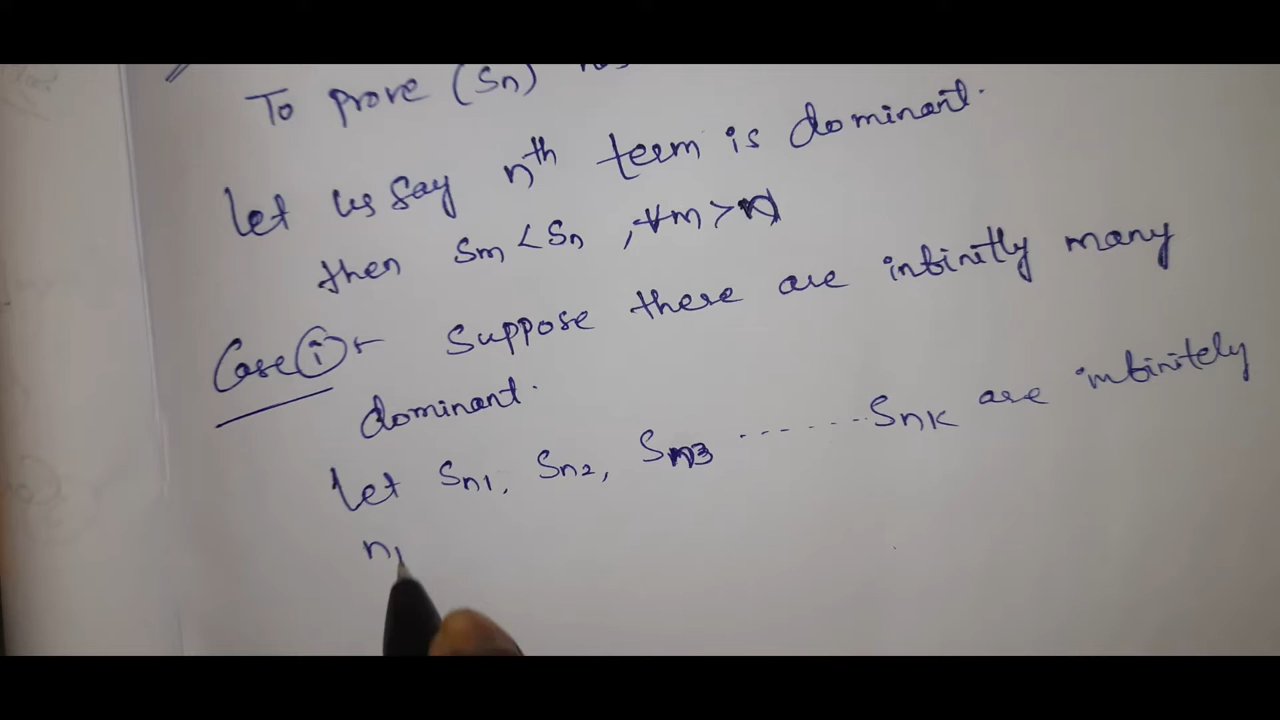 To prove (Sn)
let us say nth term is dominant.
then Sm < Sn , ∀m > n
Case (i) :- Suppose there are infinitly many
dominant.
let Sn1, Sn2, Sn3 ....... Snk are infinitely
n1